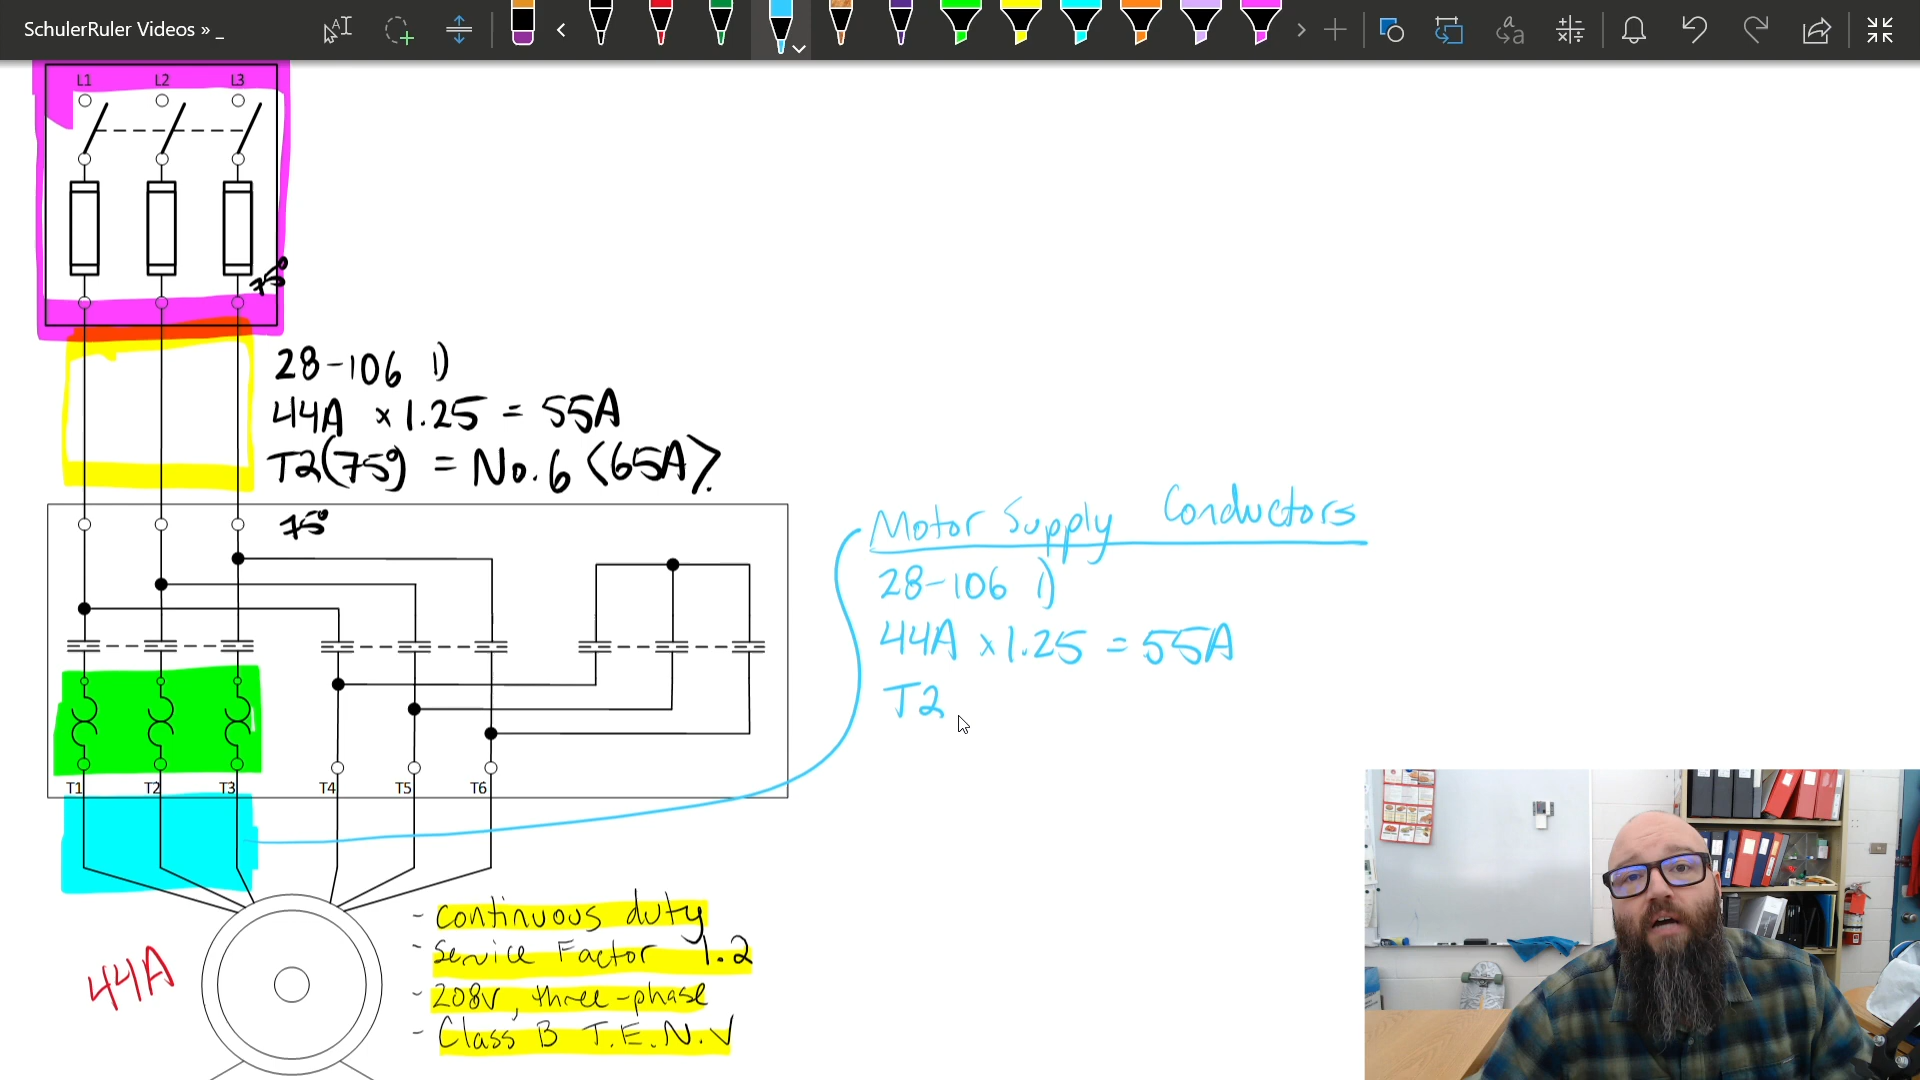 SchulerRuler Videos » _
L1 L2 L3
75°
28-106 1)
44A x 1.25 = 55A
T2(75°) = No.6 (65A)?
75°
Motor Supply Conductors
28-106 1)
44A x 1.25 = 55A
T2
T1 T2 T3 T4 T5 T6
44A
- continuous duty
- Service Factor 1.2
- 208v, three-phase
- Class B T.E.N.V